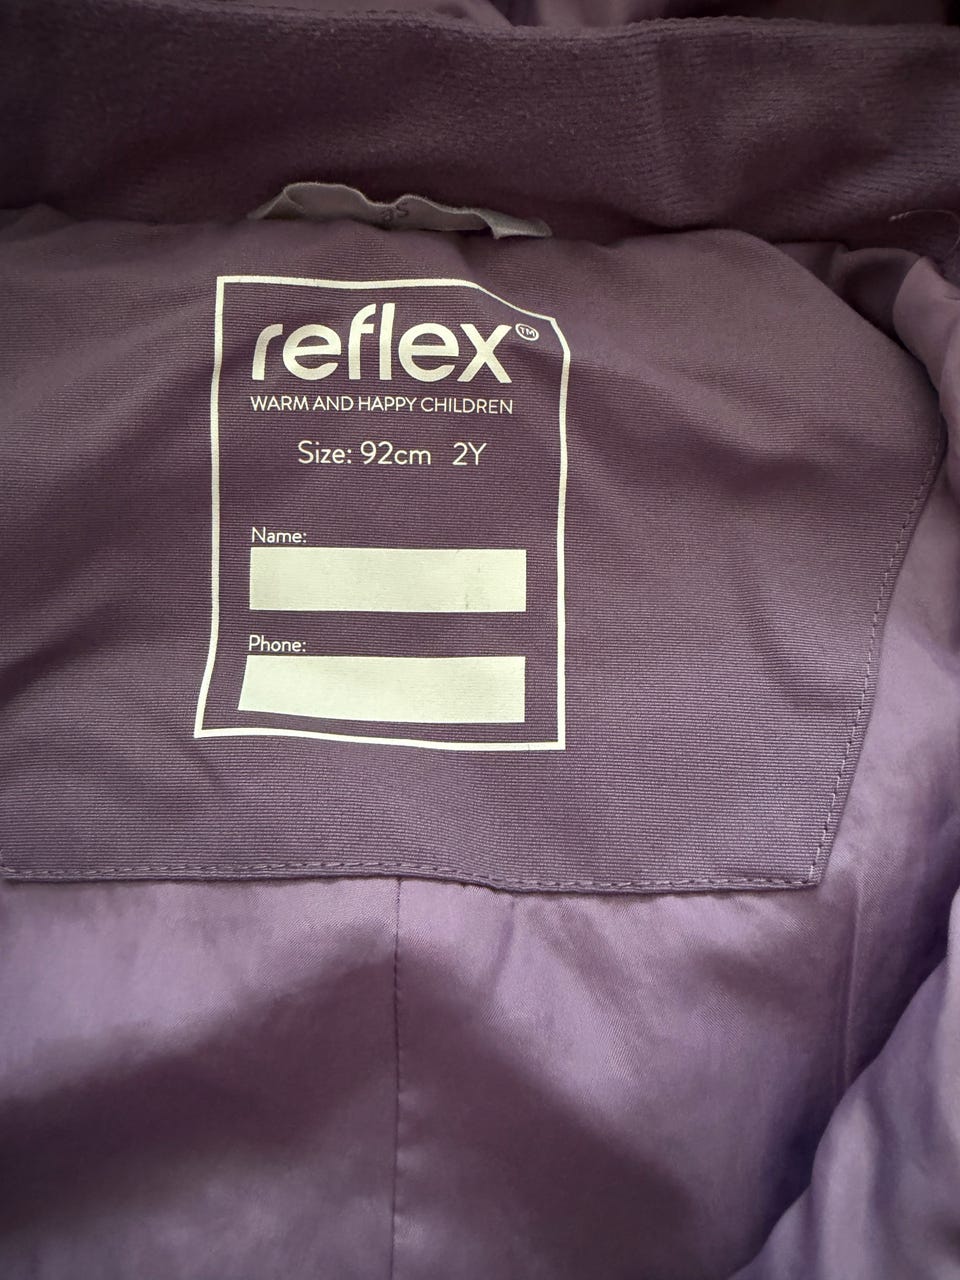 reflex™
WARM AND HAPPY CHILDREN
Size: 92cm 2Y
Name:
Phone: